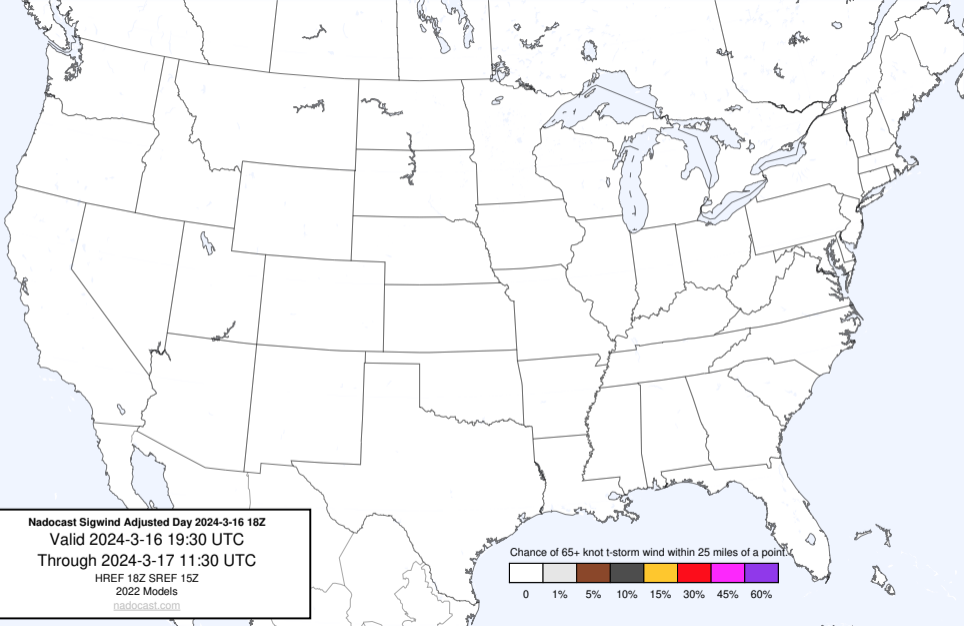 Nadocast Sigwind Adjusted Day 2024-3-16 18Z
Valid 2024-3-16 19:30 UTC
Through 2024-3-17 11:30 UTC
HREF 18Z SREF 15Z
2022 Models
nadocast.com
Chance of 65+ knot t-storm wind within 25 miles of a point.
0 1% 5% 10% 15% 30% 45% 60%